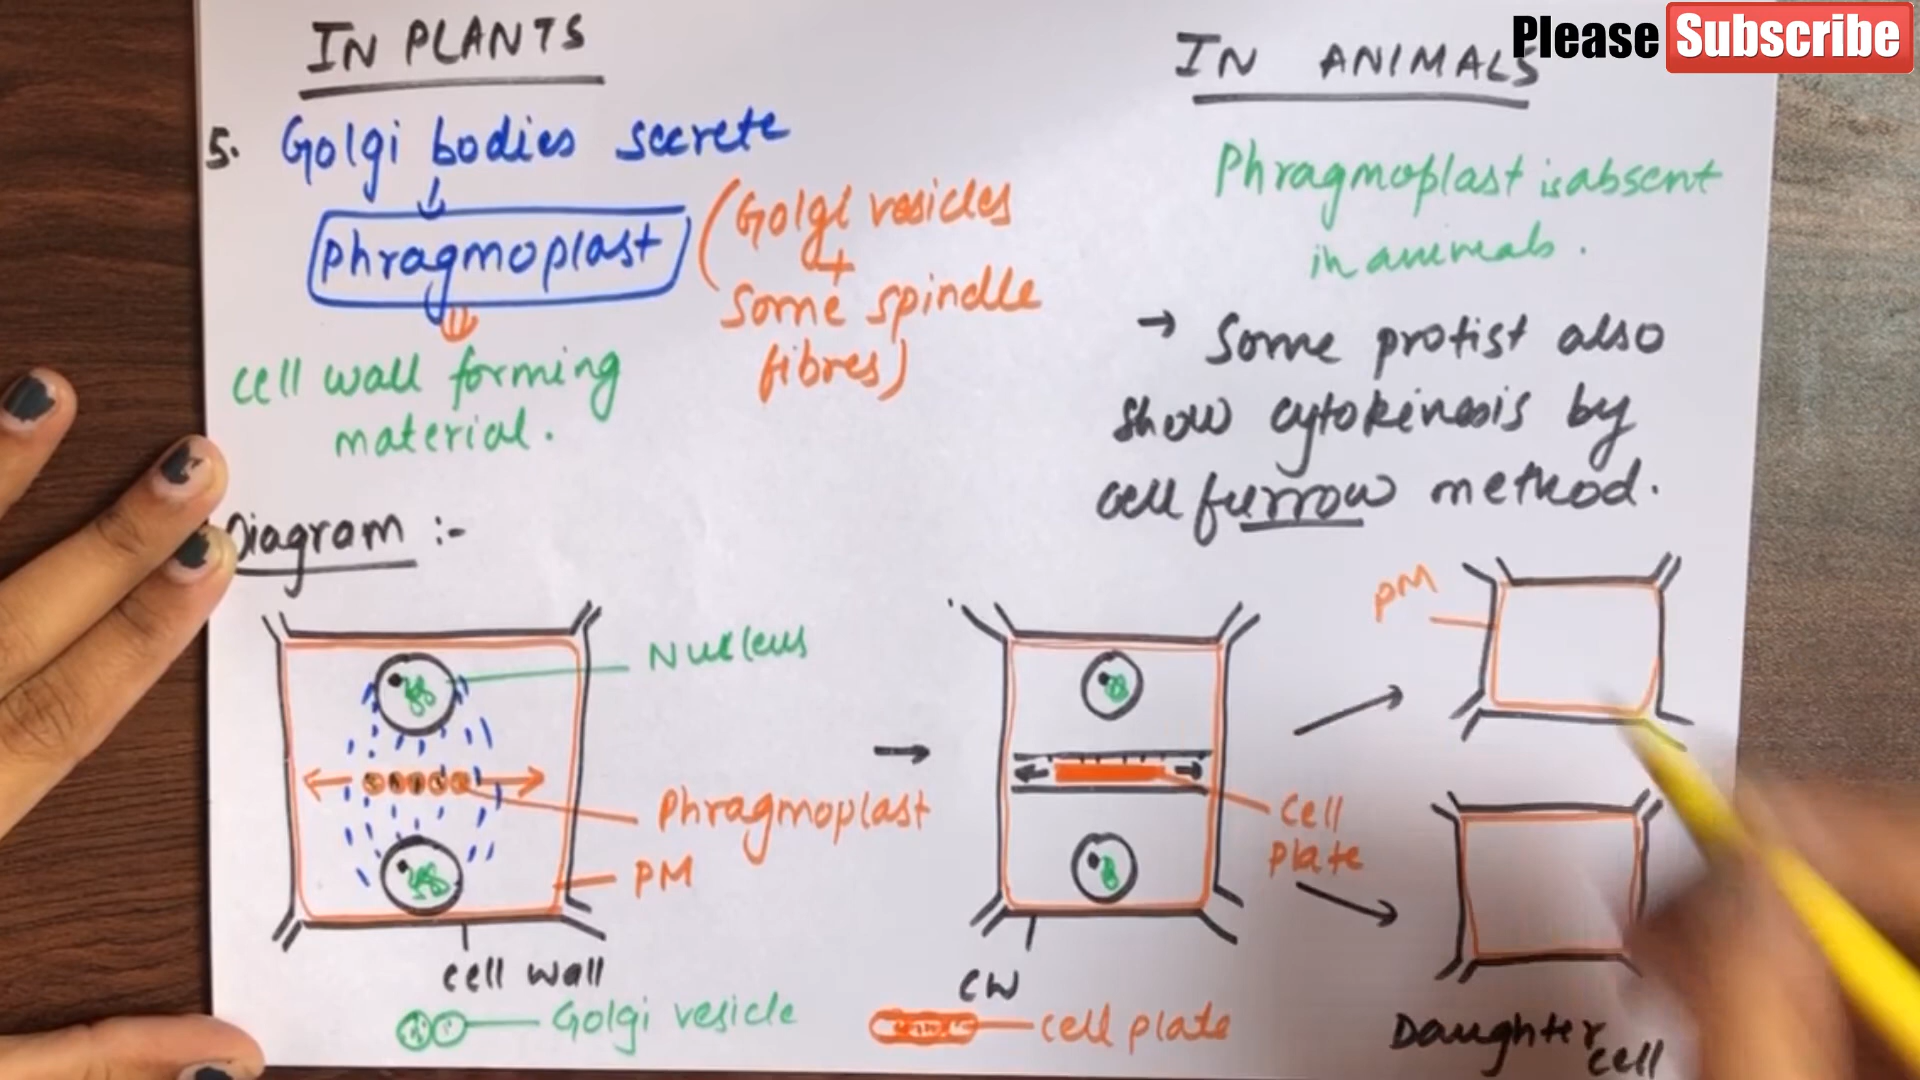 Please Subscribe
IN PLANTS
5. Golgi bodies secrete
Phragmoplast
(Golgi vesicles
+
Some spindle
fibres)
cell wall forming
material.
IN ANIMALS
Phragmoplast is absent
in animals.
→ Some protist also
show cytokinesis by
cell furrow method.
Diagram :-
Nucleus
Phragmoplast
PM
cell wall
Golgi vesicle
→
Cell
Plate
CW
cell plate
PM
Daughter
cell